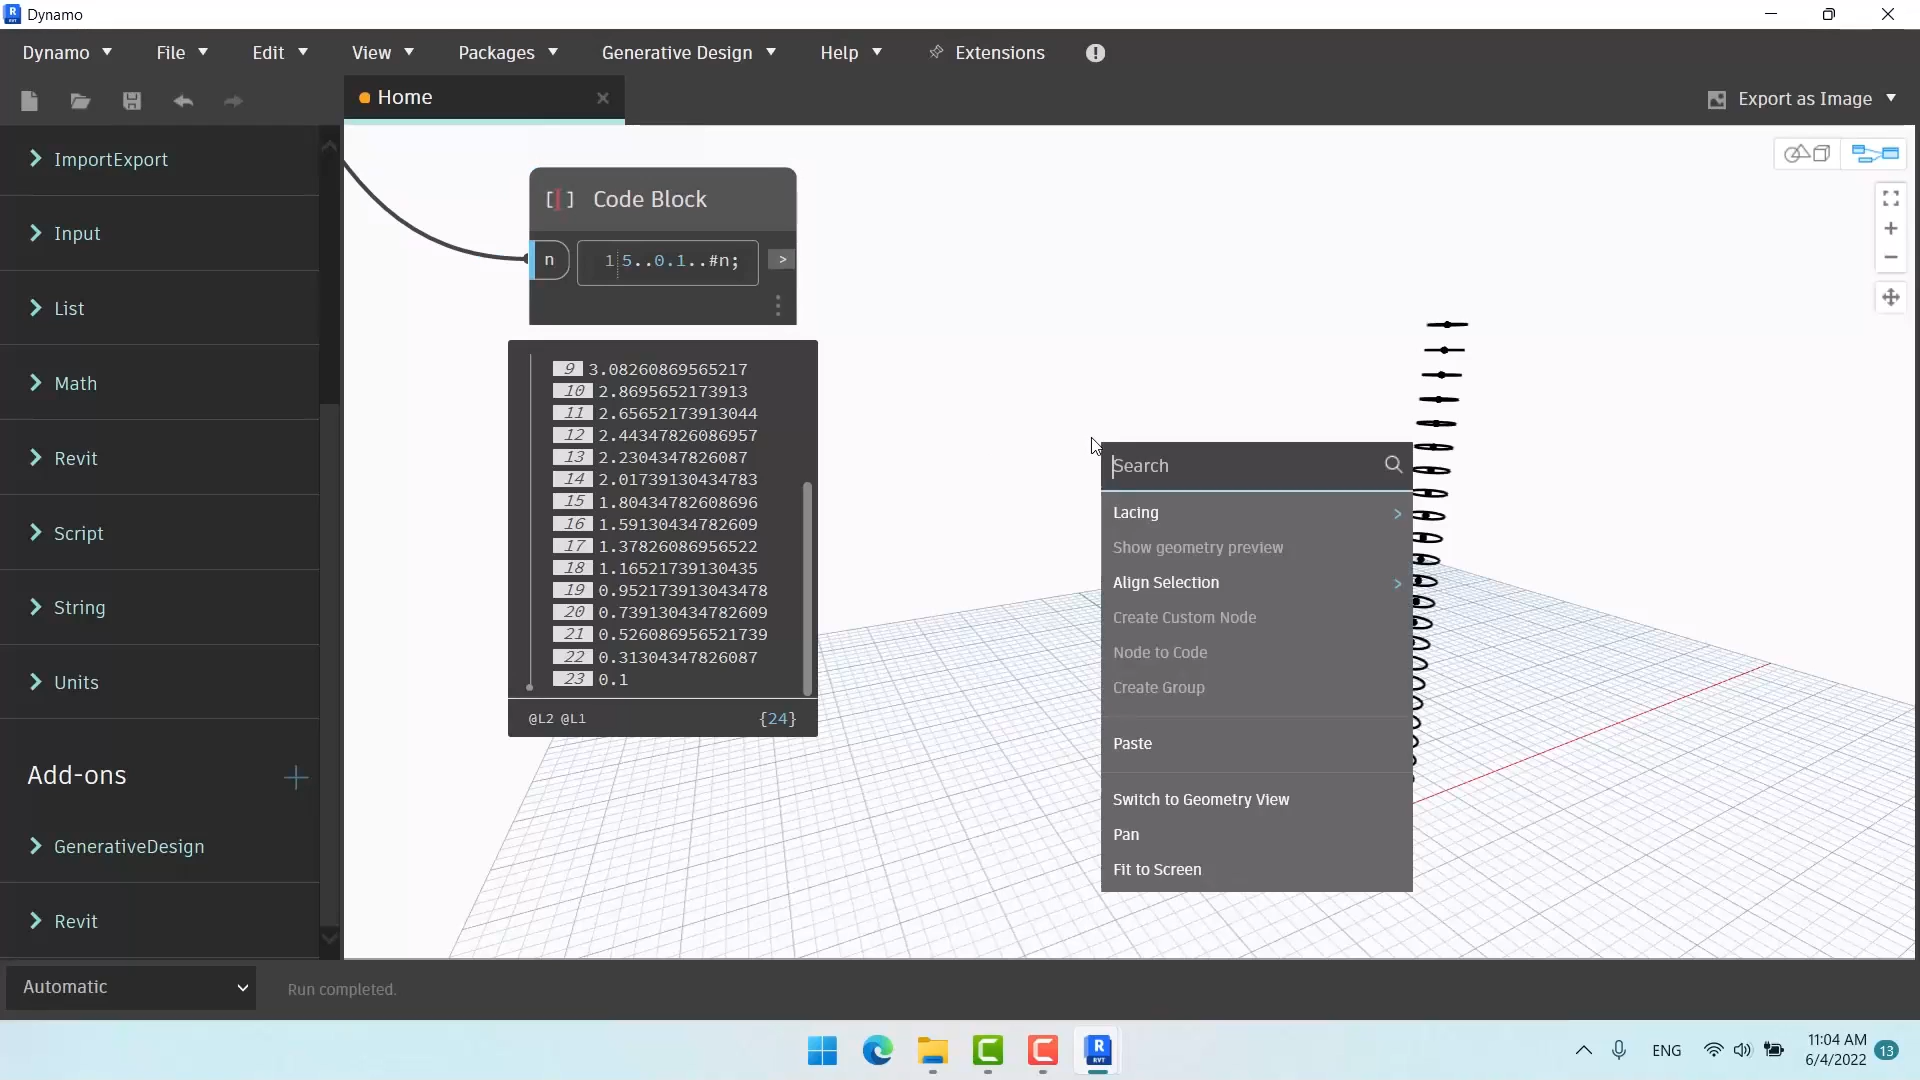 Dynamo
Dynamo File Edit View Packages Generative Design Help Extensions
Home
Export as Image
ImportExport
Input
List
Math
Revit
Script
String
Units
Add-ons
GenerativeDesign
Revit
Code Block
n
1 5..0.1..#n;
>
9 3.08260869565217
10 2.8695652173913
11 2.65652173913044
12 2.44347826086957
13 2.2304347826087
14 2.01739130434783
15 1.80434782608696
16 1.59130434782609
17 1.37826086956522
18 1.16521739130435
19 0.952173913043478
20 0.739130434782609
21 0.526086956521739
22 0.31304347826087
23 0.1
@L2 @L1 {24}
Search
Lacing
Show geometry preview
Align Selection
Create Custom Node
Node to Code
Create Group
Paste
Switch to Geometry View
Pan
Fit to Screen
Automatic
Run completed.
R
RVT
ENG
11:04 AM
6/4/2022
13